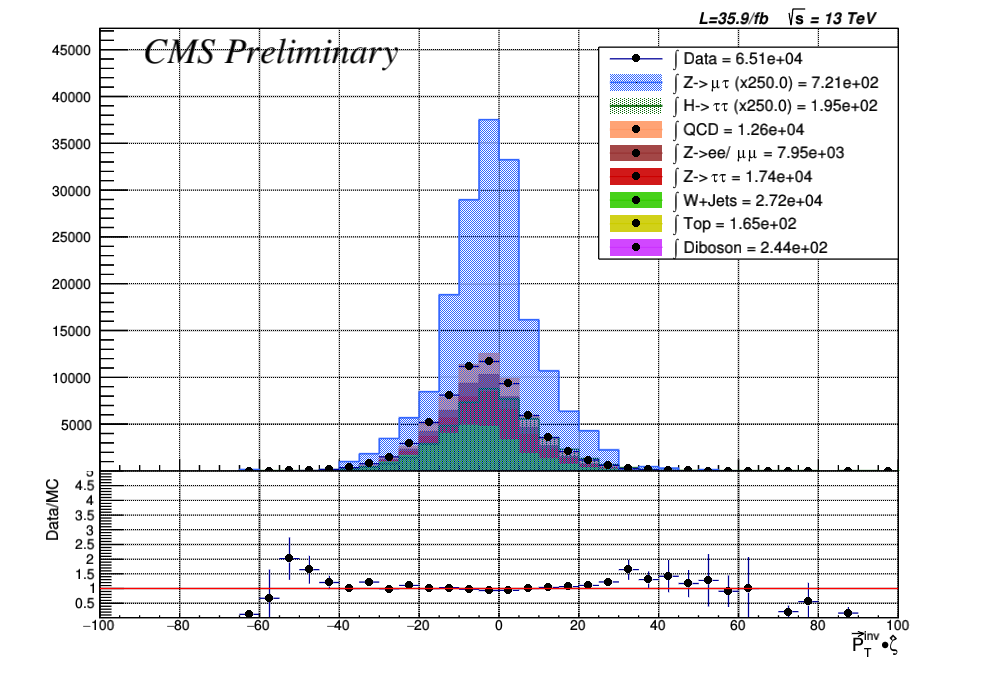 L=35.9/fb √s = 13 TeV
CMS Preliminary
45000
40000
35000
30000
25000
20000
15000
10000
5000
∫ Data = 6.51e+04
∫ Z->μτ (x250.0) = 7.21e+02
∫ H->ττ (x250.0) = 1.95e+02
∫ QCD = 1.26e+04
∫ Z->ee/ μμ = 7.95e+03
∫ Z->ττ = 1.74e+04
∫ W+Jets = 2.72e+04
∫ Top = 1.65e+02
∫ Diboson = 2.44e+02
Data/MC
5
4.5
4
3.5
3
2.5
2
1.5
1
0.5
−100 −80 −60 −40 −20 0 20 40 60 80 100
P⃗_T^inv •ζ̂